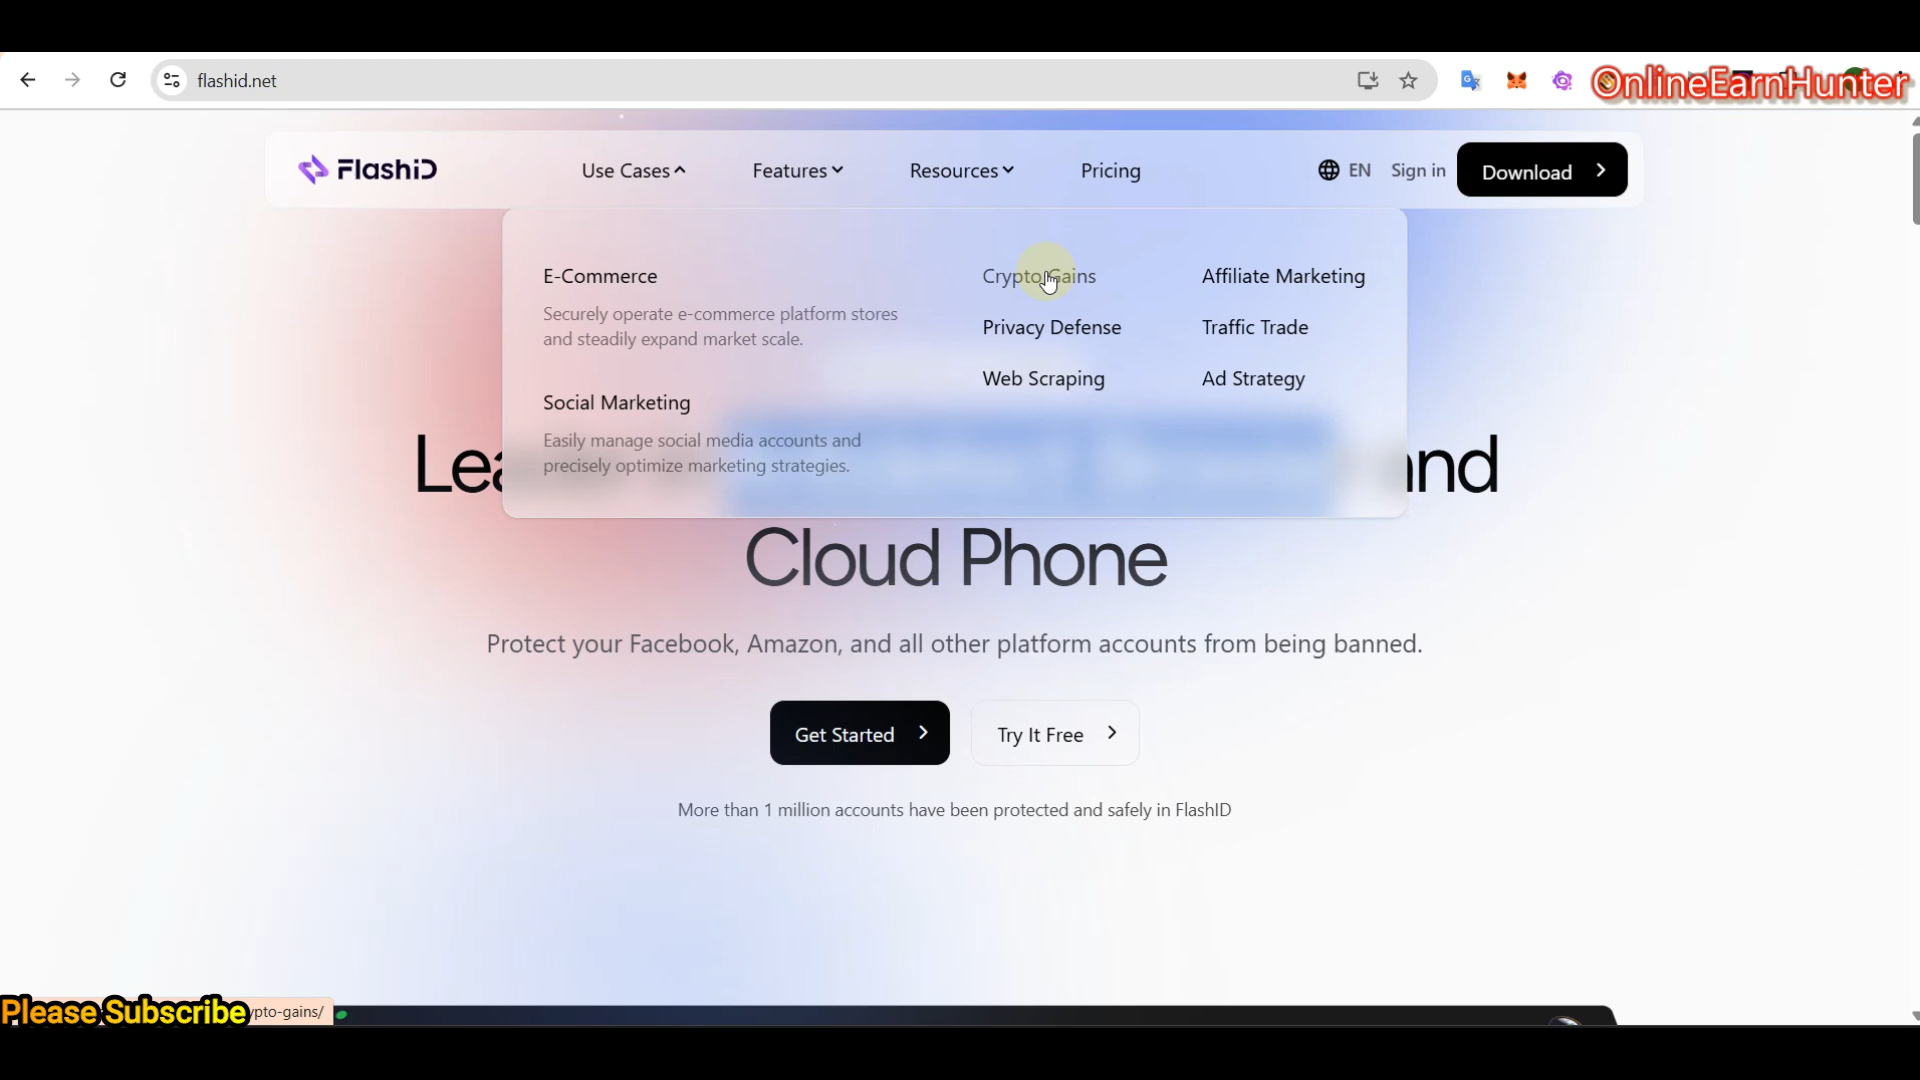 flashid.net
OnlineEarnHunter
FlashID
Use Cases
Features
Resources
Pricing
EN
Sign in
Download
E-Commerce
Securely operate e-commerce platform stores
and steadily expand market scale.
Social Marketing
Easily manage social media accounts and
precisely optimize marketing strategies.
Crypto Gains
Privacy Defense
Web Scraping
Affiliate Marketing
Traffic Trade
Ad Strategy
Cloud Phone
Protect your Facebook, Amazon, and all other platform accounts from being banned.
Get Started
Try It Free
More than 1 million accounts have been protected and safely in FlashID
Please Subscribe
ypto-gains/